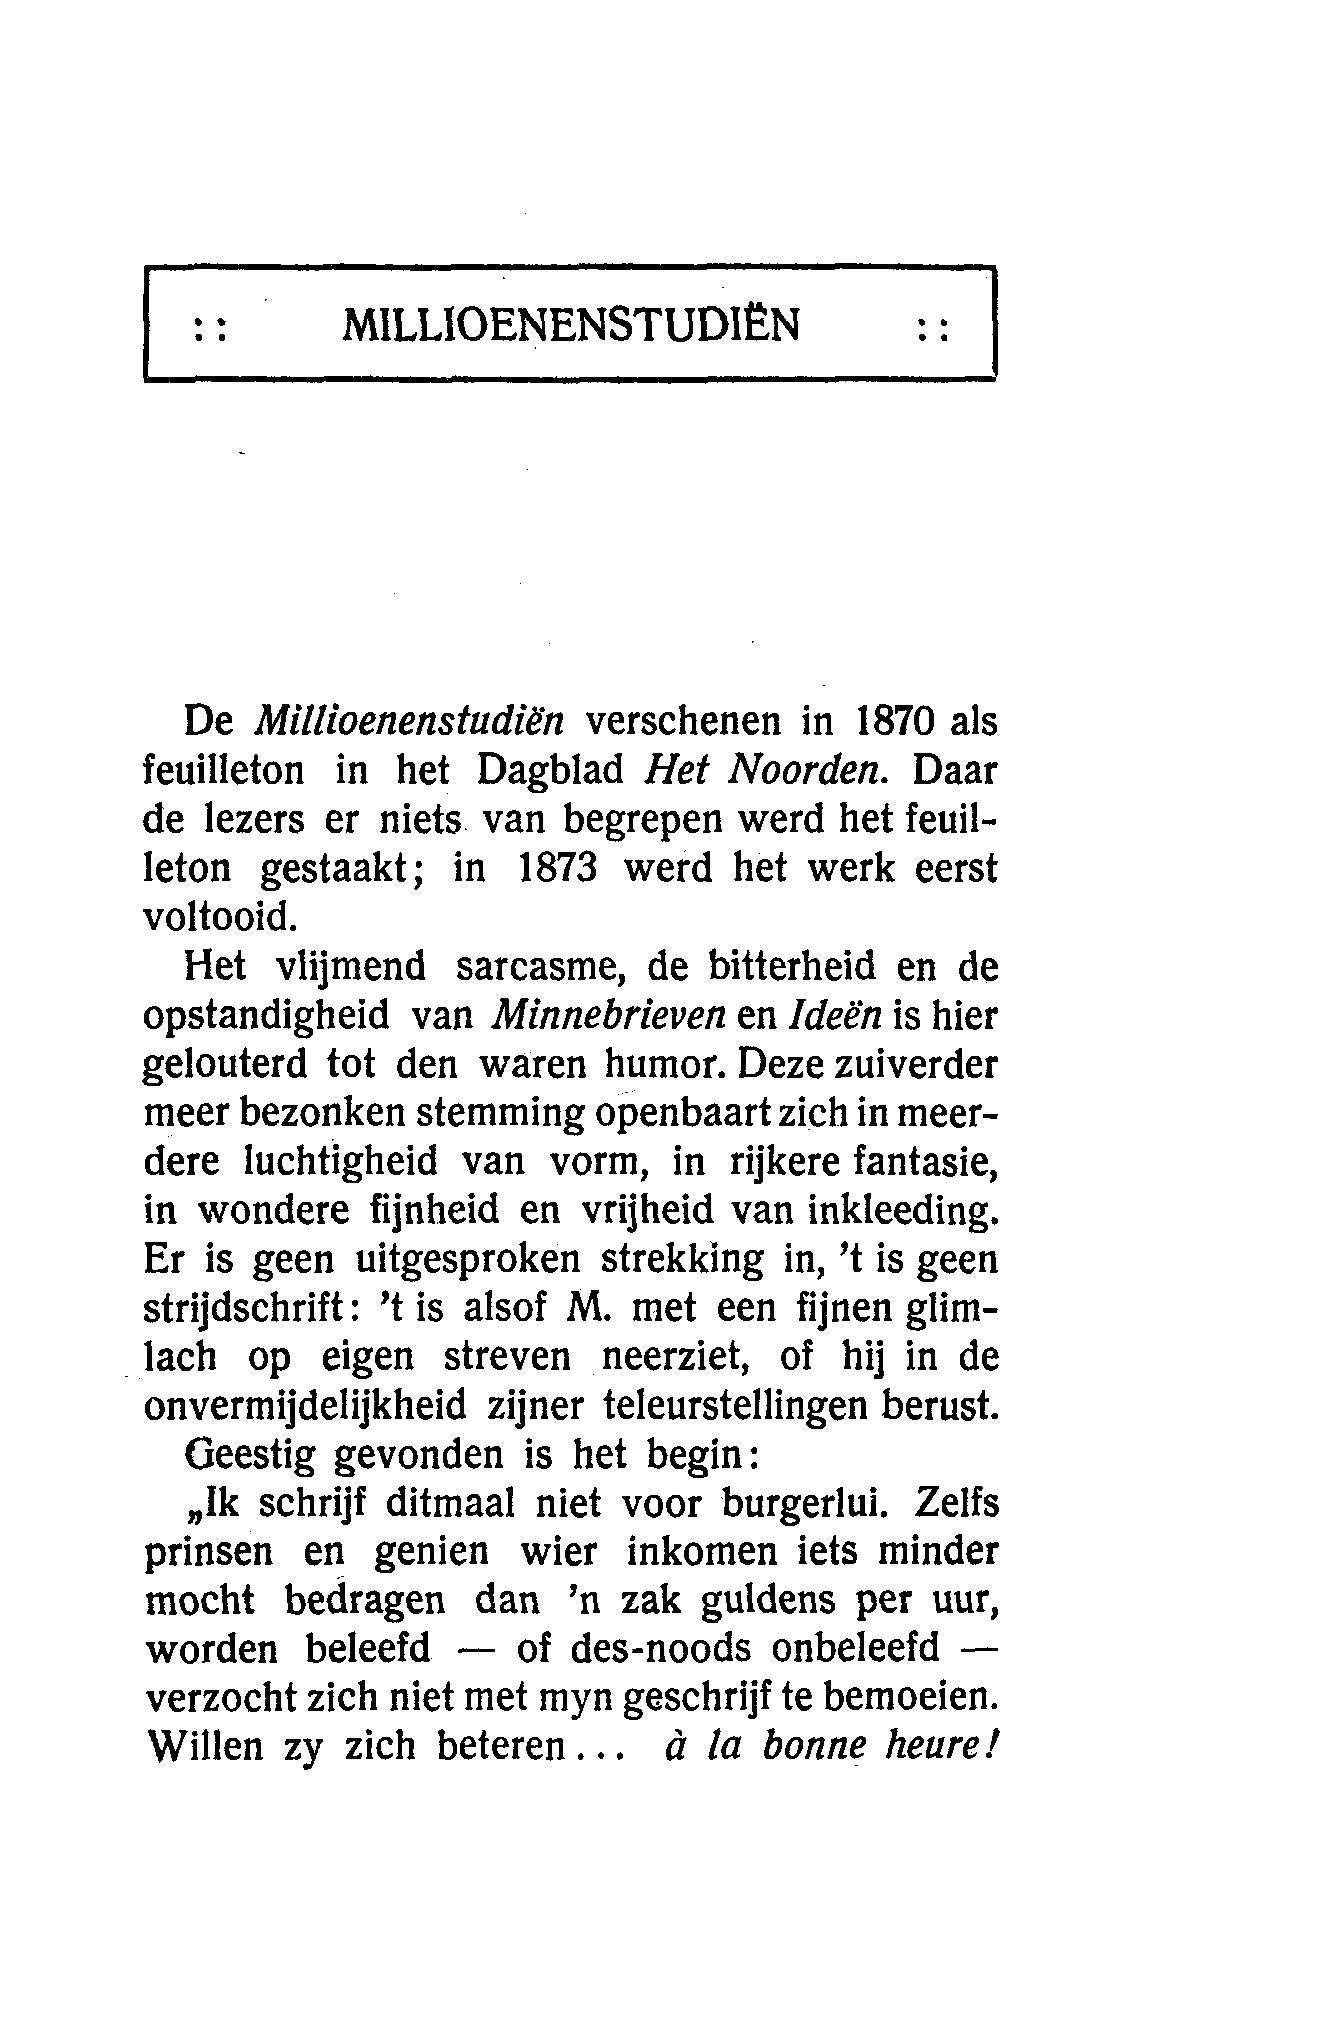 :: MILLIOENENSTUDIËN ::
De Millioenenstudiën verschenen in 1870 als
feuilleton in het Dagblad Het Noorden. Daar
de lezers er niets van begrepen werd het feuil-
leton gestaakt; in 1873 werd het werk eerst
voltooid.
Het vlijmend sarcasme, de bitterheid en de
opstandigheid van Minnebrieven en Ideën is hier
gelouterd tot den waren humor. Deze zuiverder
meer bezonken stemming openbaart zich in meer-
dere luchtigheid van vorm, in rijkere fantasie,
in wondere fijnheid en vrijheid van inkleeding.
Er is geen uitgesproken strekking in, 't is geen
strijdschrift: 't is alsof M. met een fijnen glim-
lach op eigen streven neerziet, of hij in de
onvermijdelijkheid zijner teleurstellingen berust.
Geestig gevonden is het begin:
„Ik schrijf ditmaal niet voor burgerlui. Zelfs
prinsen en genien wier inkomen iets minder
mocht bedragen dan 'n zak guldens per uur,
worden beleefd — of des-noods onbeleefd —
verzocht zich niet met myn geschrijf te bemoeien.
Willen zy zich beteren... à la bonne heure!